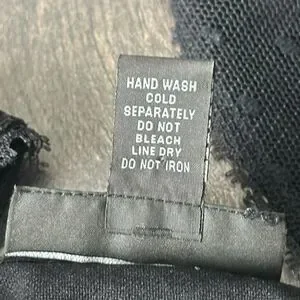 HAND WASH
COLD
SEPARATELY
DO NOT
BLEACH
LINE DRY
DO NOT IRON